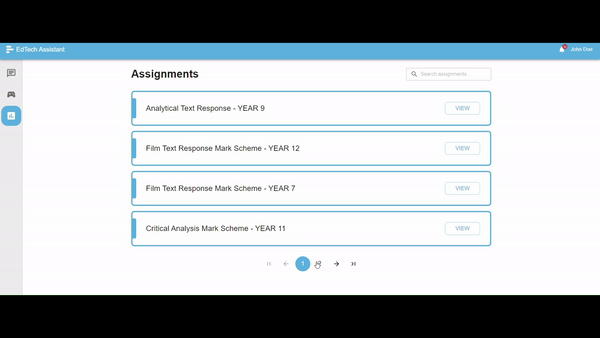 EdTech Assistant
John Doe
Assignments
Search assignments
Analytical Text Response - YEAR 9
VIEW
Film Text Response Mark Scheme - YEAR 12
VIEW
Film Text Response Mark Scheme - YEAR 7
VIEW
Critical Analysis Mark Scheme - YEAR 11
VIEW
1